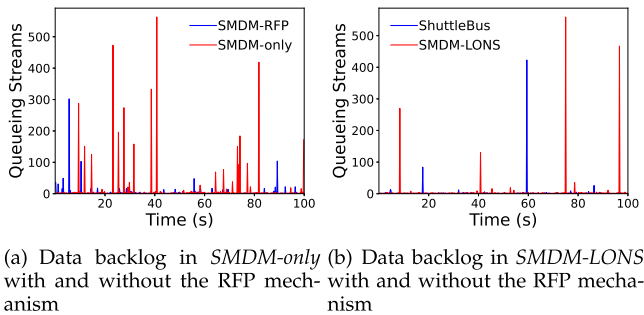 Queueing Streams
500
400
300
200
100
0
SMDM-RFP
SMDM-only
0 20 40 60 80 100
Time (s)
(a) Data backlog in SMDM-only
with and without the RFP mech-
anism
Queueing Streams
500
400
300
200
100
0
ShuttleBus
SMDM-LONS
20 40 60 80 100
Time (s)
(b) Data backlog in SMDM-LONS
with and without the RFP mecha-
nism